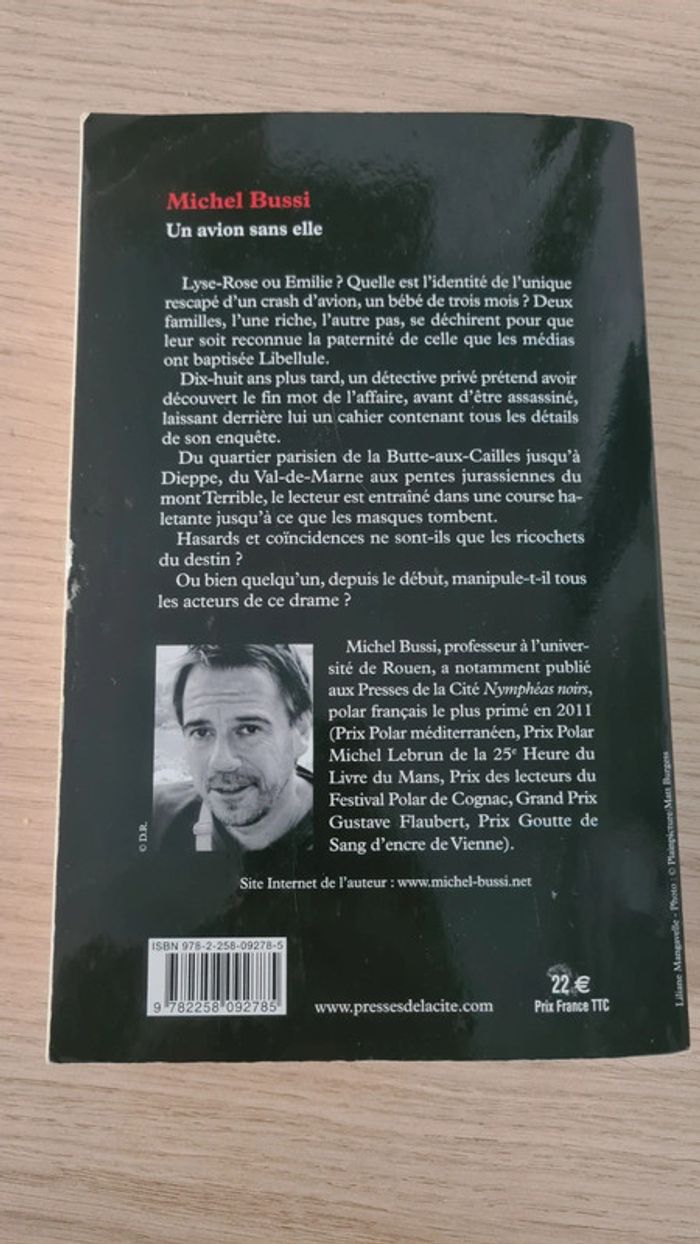 Michel Bussi
Un avion sans elle
Lyse-Rose ou Emilie ? Quelle est l'identité de l'unique
rescapé d'un crash d'avion, un bébé de trois mois ? Deux
familles, l'une riche, l'autre pas, se déchirent pour que
leur soit reconnue la paternité de celle que les médias
ont baptisée Libellule.
Dix-huit ans plus tard, un détective privé prétend avoir
découvert le fin mot de l'affaire, avant d'être assassiné,
laissant derrière lui un cahier contenant tous les détails
de son enquête.
Du quartier parisien de la Butte-aux-Cailles jusqu'à
Dieppe, du Val-de-Marne aux pentes jurassiennes du
mont Terrible, le lecteur est entraîné dans une course ha-
letante jusqu'à ce que les masques tombent.
Hasards et coïncidences ne sont-ils que les ricochets
du destin ?
Ou bien quelqu'un, depuis le début, manipule-t-il tous
les acteurs de ce drame ?
Michel Bussi, professeur à l'univer-
sité de Rouen, a notamment publié
aux Presses de la Cité Nymphéas noirs,
polar français le plus primé en 2011
(Prix Polar méditerranéen, Prix Polar
Michel Lebrun de la 25e Heure du
Livre du Mans, Prix des lecteurs du
Festival Polar de Cognac, Grand Prix
Gustave Flaubert, Prix Goutte de
Sang d'encre de Vienne).
© D.R.
Site Internet de l'auteur : www.michel-bussi.net
ISBN 978-2-258-09278-5
9 782258 092785
www.pressesdelacite.com
22 €
Prix France TTC
Liliane Mangavelle - Photo : © Plainpicture/Matt Burgess